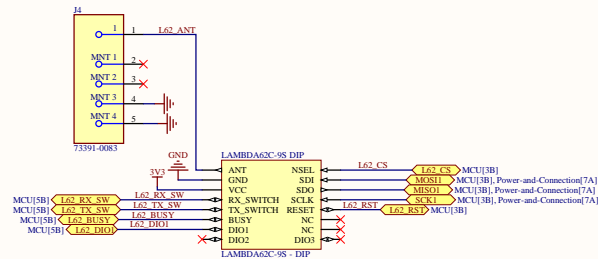 J4
1 1 L62_ANT
MNT 1 2
MNT 2 3
MNT 3 4
MNT 4 5
73391-0083
GND
3V3
LAMBDA62C-9S DIP
ANT NSEL L62_CS L62_CS MCU[3B]
GND SDI MOSI1 MCU[3B], Power-and-Connection[7A]
VCC SDO MISO1 MCU[3B], Power-and-Connection[7A]
MCU[5B] L62_RX_SW L62_RX_SW RX_SWITCH SCLK SCK1 MCU[3B], Power-and-Connection[7A]
MCU[5B] L62_TX_SW L62_TX_SW TX_SWITCH RESET L62_RST L62_RST MCU[3B]
MCU[5B] L62_BUSY L62_BUSY BUSY NC
MCU[5B] L62_DIO1 L62_DIO1 DIO1 NC
DIO2 DIO3
LAMBDA62C-9S - DIP